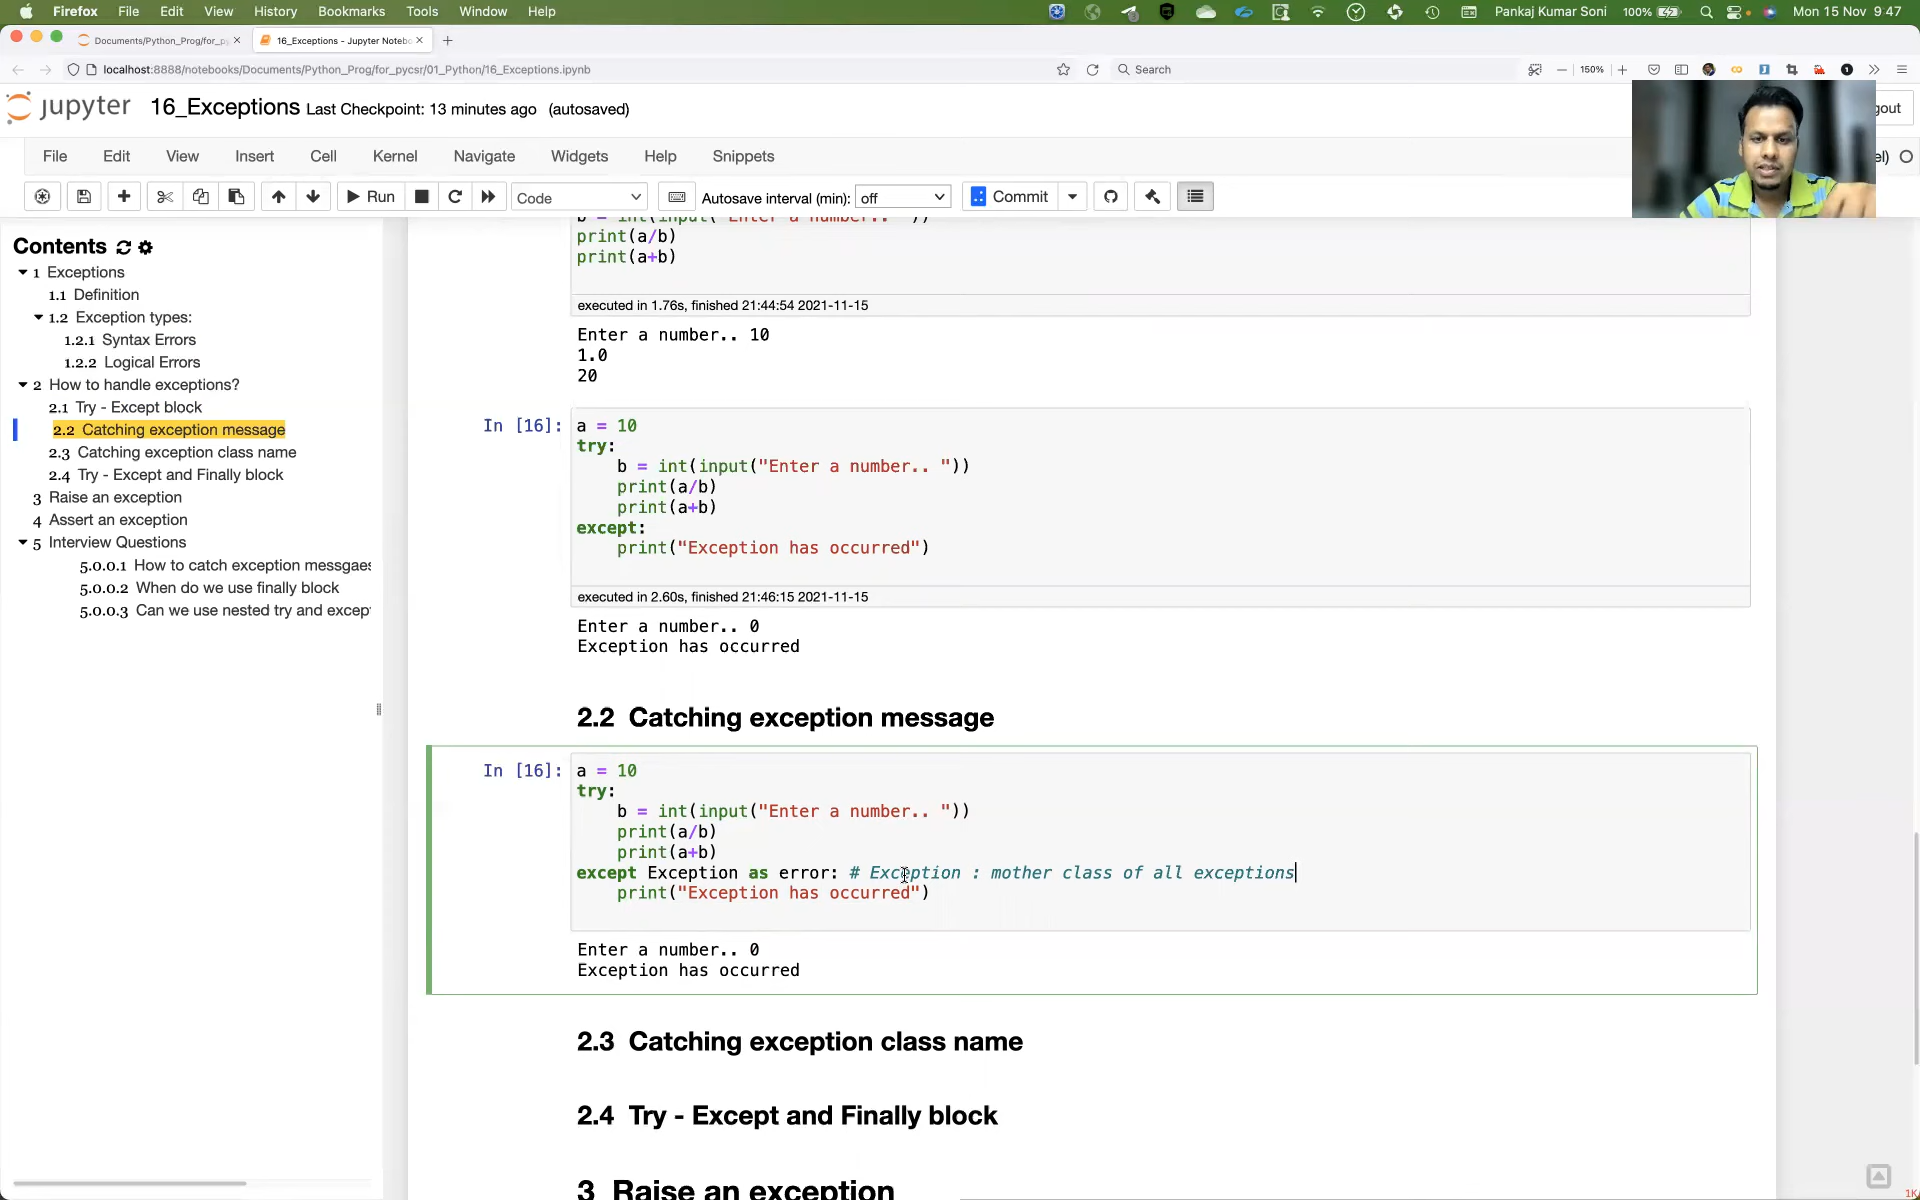 Firefox File Edit View History Bookmarks Tools Window Help Pankaj Kumar Soni 100% Mon 15 Nov 9 47
Documents/Python_Prog/for_p 16_Exceptions - Jupyter Notebo
localhost:8888/notebooks/Documents/Python_Prog/for_pycsr/01_Python/16_Exceptions.ipynb Search 150%
jupyter 16_Exceptions Last Checkpoint: 13 minutes ago (autosaved) gout
File Edit View Insert Cell Kernel Navigate Widgets Help Snippets el)
Run Code Autosave interval (min): off Commit
Contents
1 Exceptions
1.1 Definition
1.2 Exception types:
1.2.1 Syntax Errors
1.2.2 Logical Errors
2 How to handle exceptions?
2.1 Try - Except block
2.2 Catching exception message
2.3 Catching exception class name
2.4 Try - Except and Finally block
3 Raise an exception
4 Assert an exception
5 Interview Questions
5.0.0.1 How to catch exception messgaes
5.0.0.2 When do we use finally block
5.0.0.3 Can we use nested try and excep
b = int(input("Enter a number.. "))
print(a/b)
print(a+b)
executed in 1.76s, finished 21:44:54 2021-11-15
Enter a number.. 10
1.0
20
In [16]: a = 10
try:
b = int(input("Enter a number.. "))
print(a/b)
print(a+b)
except:
print("Exception has occurred")
executed in 2.60s, finished 21:46:15 2021-11-15
Enter a number.. 0
Exception has occurred
2.2 Catching exception message
In [16]: a = 10
try:
b = int(input("Enter a number.. "))
print(a/b)
print(a+b)
except Exception as error: # Exception : mother class of all exceptions
print("Exception has occurred")
Enter a number.. 0
Exception has occurred
2.3 Catching exception class name
2.4 Try - Except and Finally block
3 Raise an exception
1K